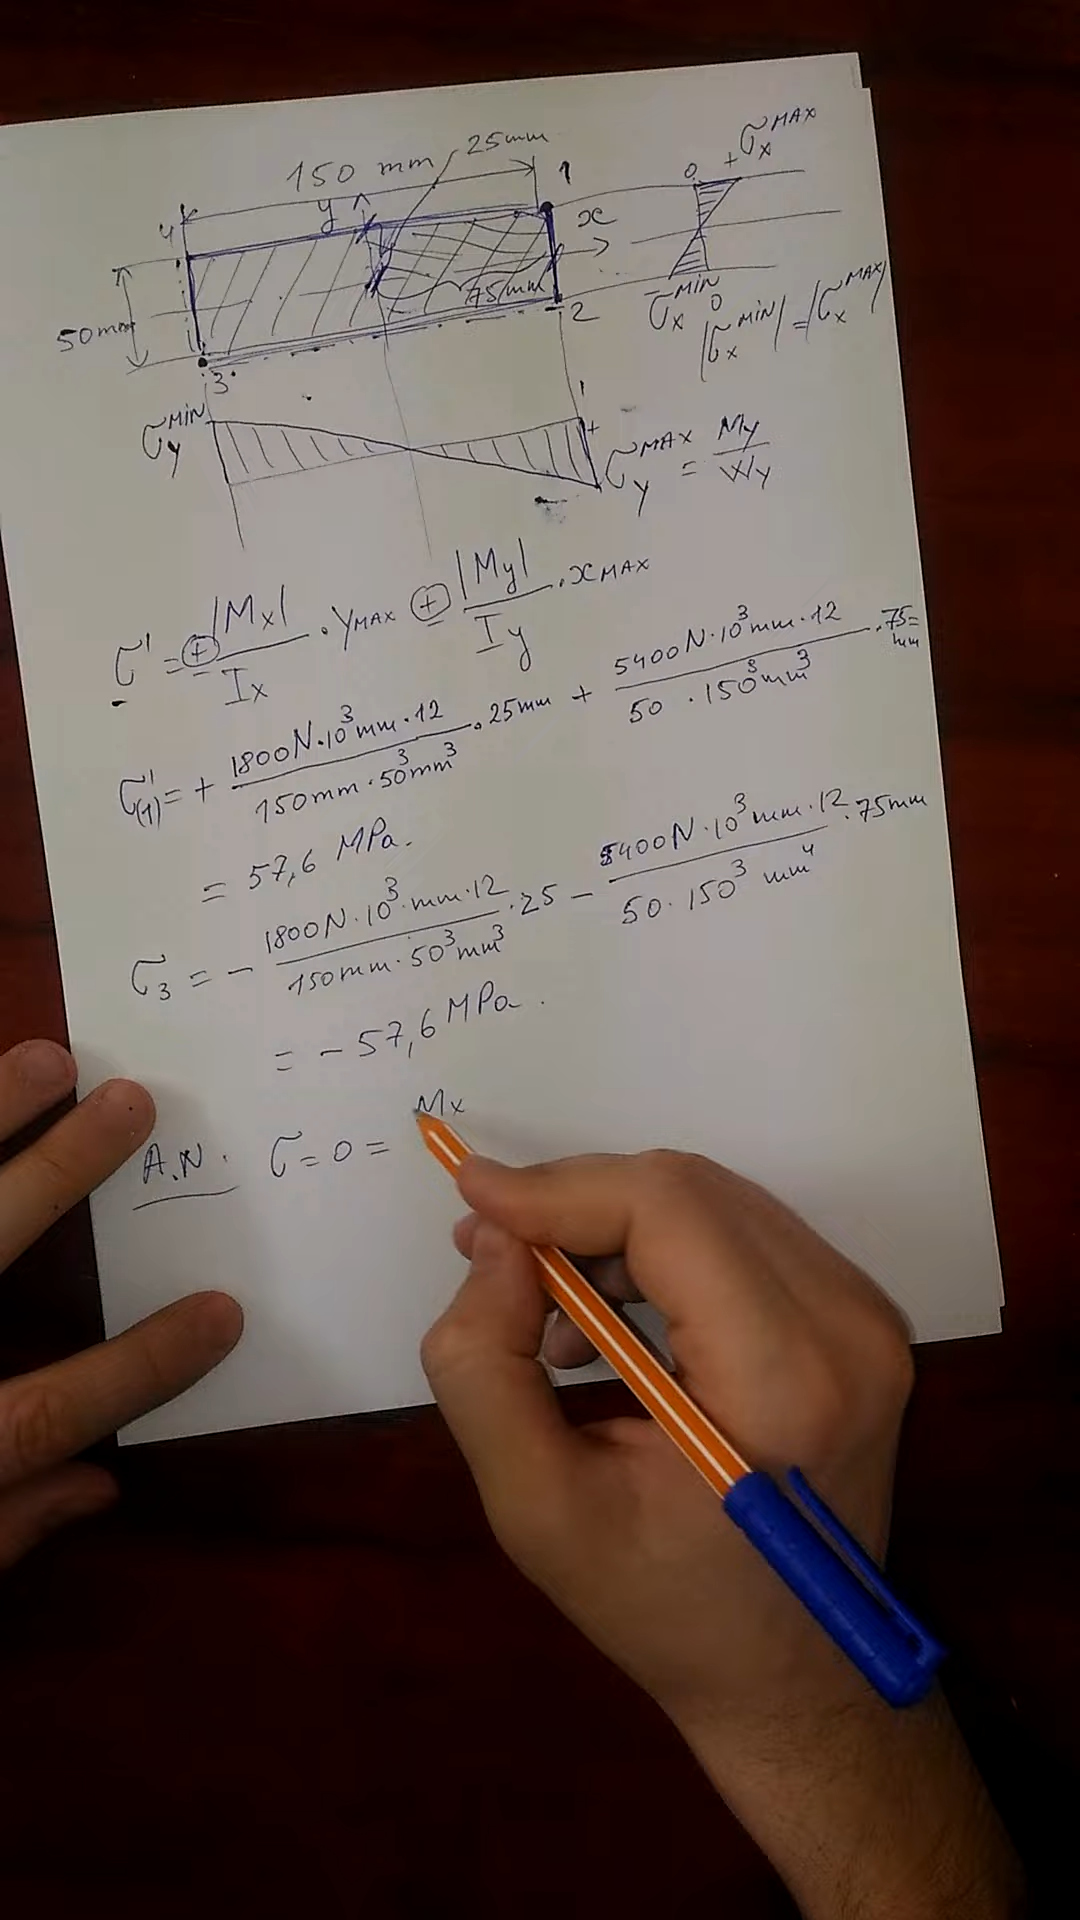 150 mm
25mm
1
y
4
x
75mm
50mm
2
3
0 + σx^MAX
σx^MIN 0
|σx^MIN| = |σx^MAX|
σy^MIN
+
σy^MAX = My/Wy
σ' = ± |Mx|/Ix · yMAX ± |My|/Iy · xMAX
σ'(1) = + 1800N·10³mm·12/150mm·50³mm³ · 25mm + 5400N·10³mm·12/50 · 150³mm³ · 75mm =
= 57,6 MPa.
σ3 = - 1800N·10³·mm·12/150mm·50³mm³ · 25 - 5400N·10³mm·12/50·150³ mm⁴ · 75mm
= - 57,6 MPa.
A.N. σ = 0 = Mx